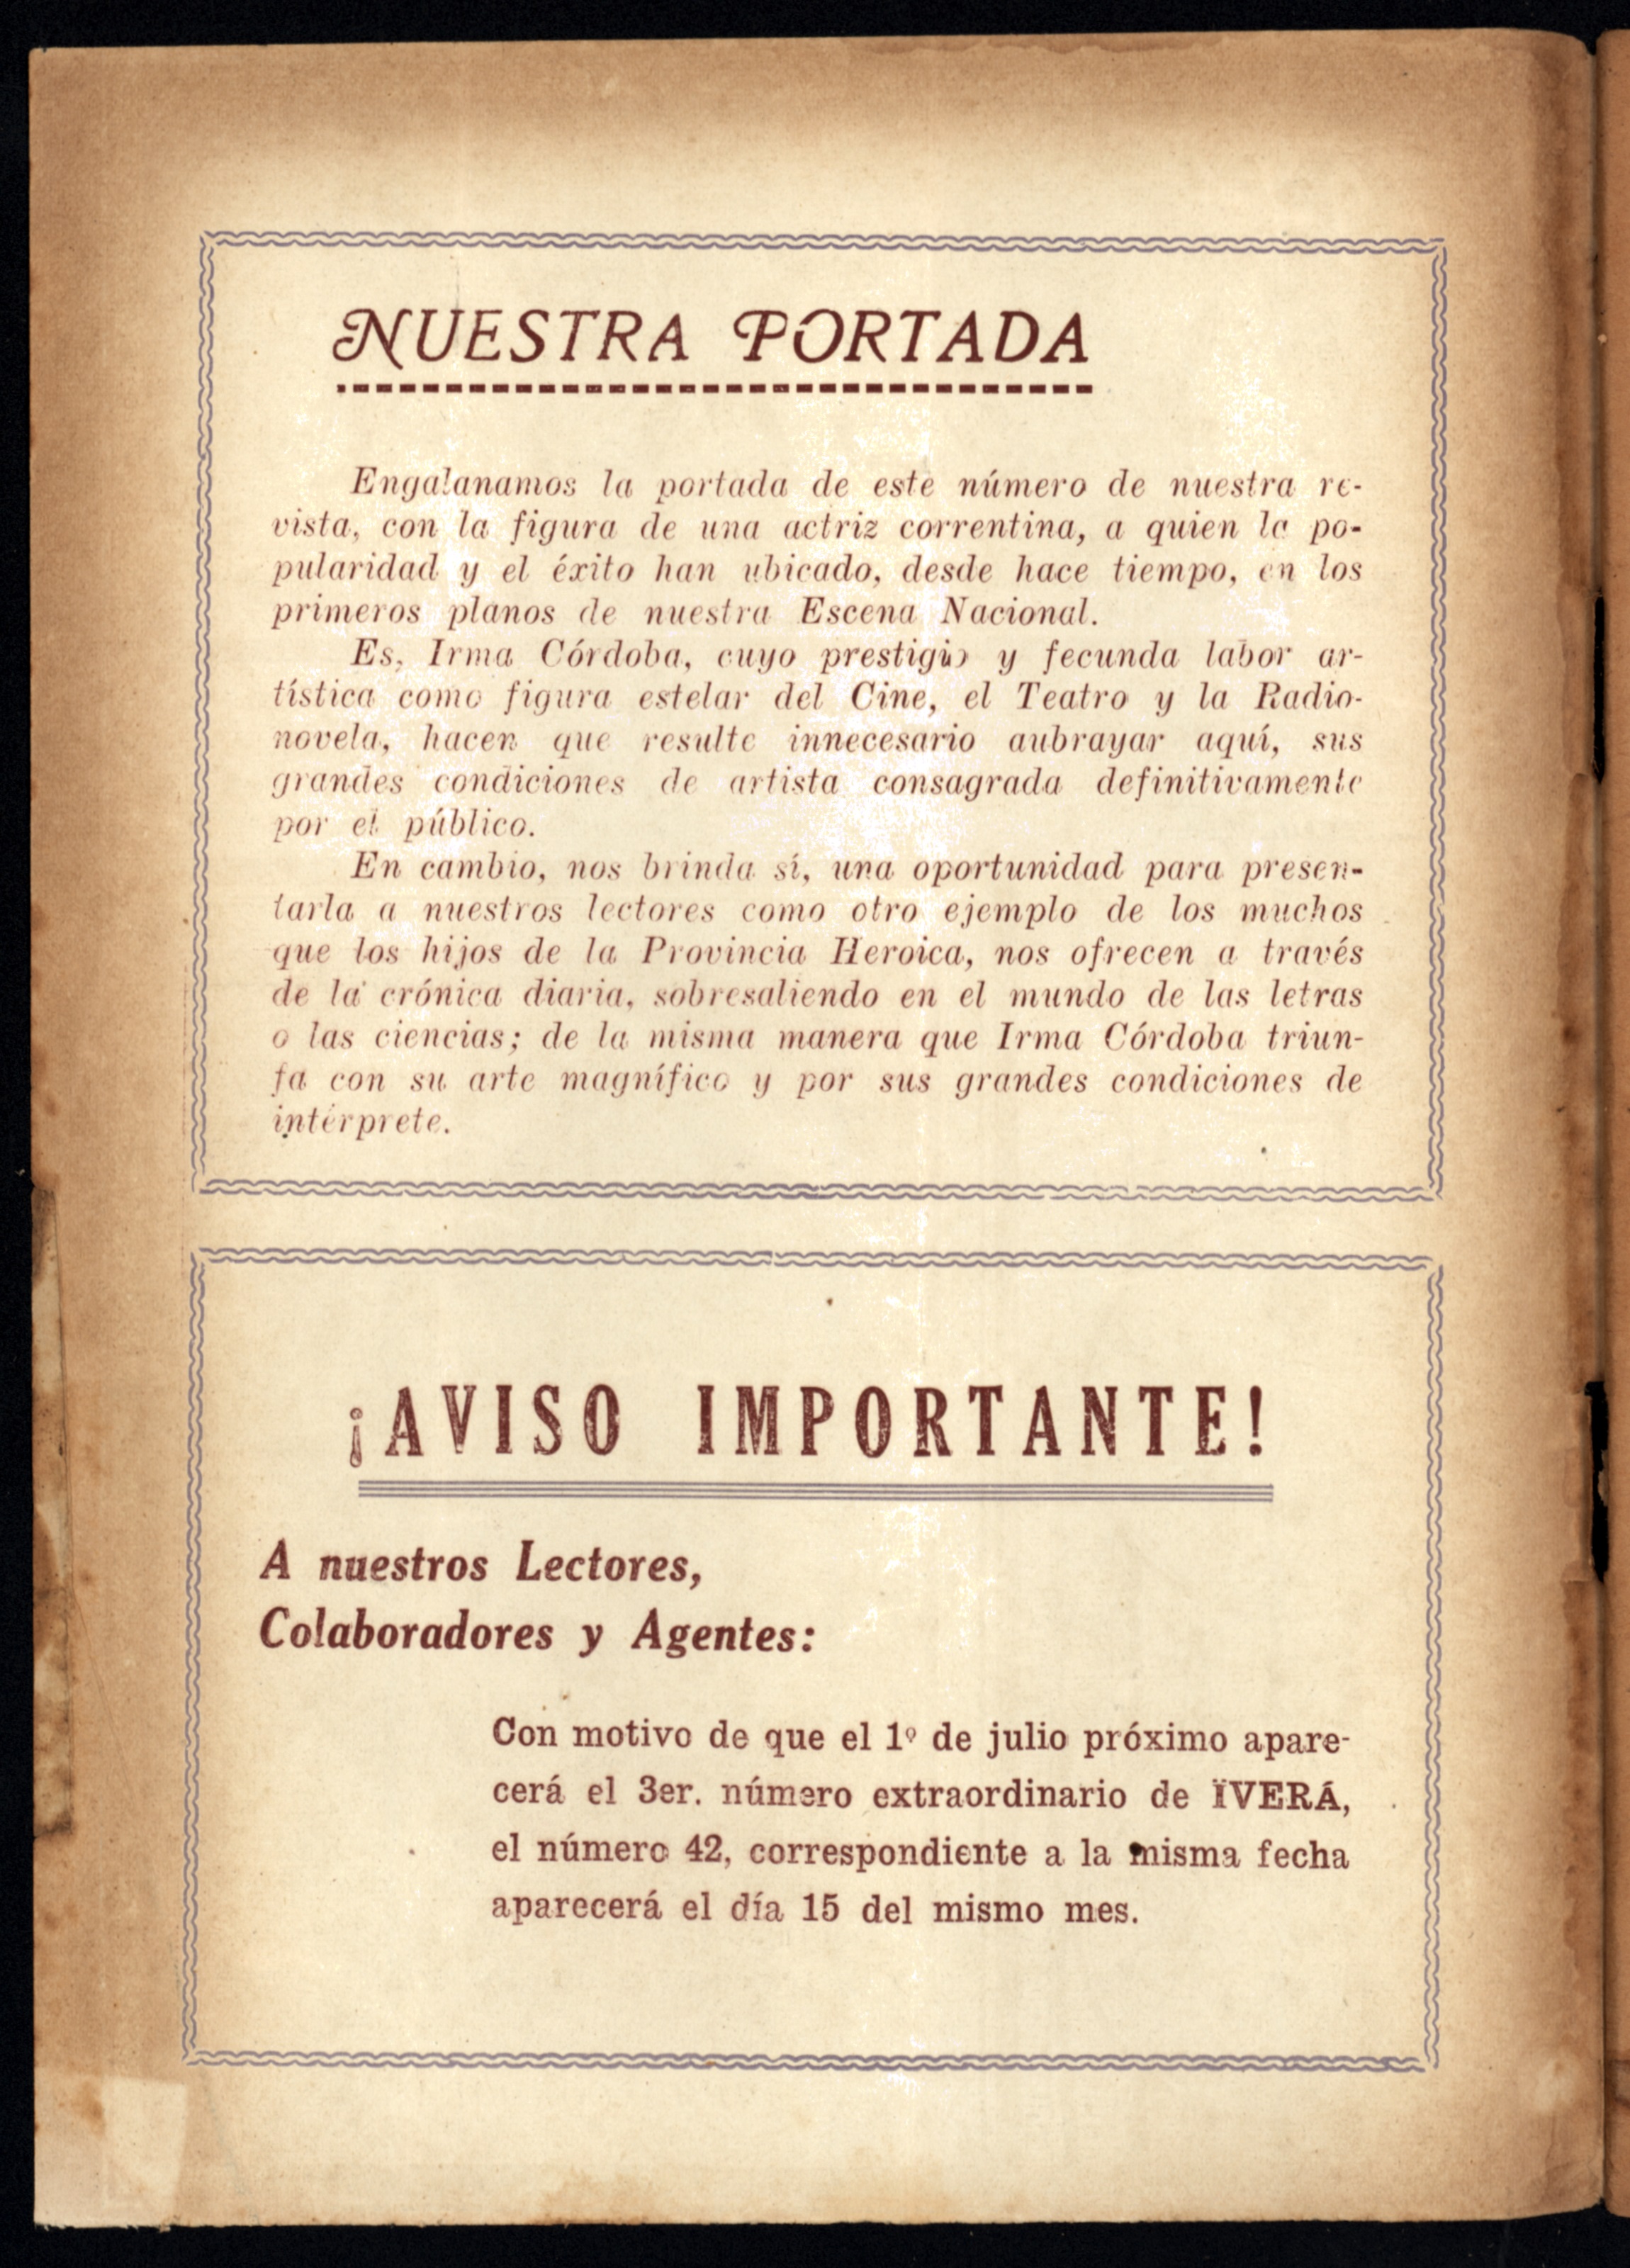 NUESTRA PORTADA
Engalanamos la portada de este número de nuestra re-
vista, con la figura de una actriz correntina, a quien la po-
pularidad y el éxito han ubicado, desde hace tiempo, en los
primeros planos de nuestra Escena Nacional.
Es, Irma Córdoba, cuyo prestigio y fecunda labor ar-
tística como figura estelar del Cine, el Teatro y la Radio-
novela, hacen que resulte innecesario aubrayar aquí, sus
grandes condiciones de artista consagrada definitivamente
por el público.
En cambio, nos brinda sí, una oportunidad para presen-
tarla a nuestros lectores como otro ejemplo de los muchos
que los hijos de la Provincia Heroica, nos ofrecen a través
de la crónica diaria, sobresaliendo en el mundo de las letras
o las ciencias; de la misma manera que Irma Córdoba triun-
fa con su arte magnífico y por sus grandes condiciones de
intérprete.
¡AVISO IMPORTANTE!
A nuestros Lectores,
Colaboradores y Agentes:
Con motivo de que el 1º de julio próximo apare-
cerá el 3er. número extraordinario de ÏVERÁ,
el número 42, correspondiente a la misma fecha
aparecerá el día 15 del mismo mes.